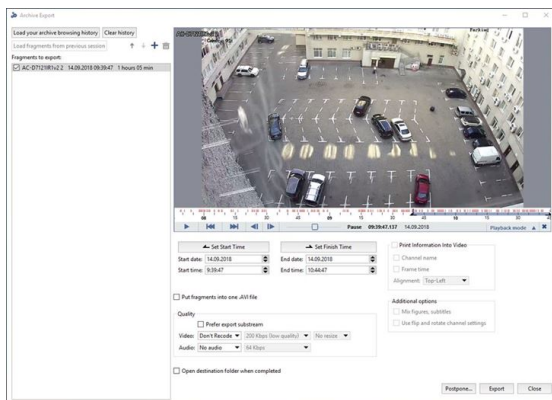 Archive Export
Load your archive browsing history Clear history
Load fragments from previous session
Fragments to export:
AC-D7121IR1v2 2 14.09.2018 09:39:47 1 hours 05 min
Parking
Pause 09:39:47.137 14.09.2018 Playback mode
Set Start Time Set Finish Time
Start date: 14.09.2018 End date: 14.09.2018
Start time: 9:39:47 End time: 10:44:47
Print Information Into Video
Channel name
Frame time
Alignment: Top-Left
Put fragments into one .AVI file
Quality
Prefer export substream
Video: Don't Recode 200 Kbps (low quality) No resize
Audio: No audio 64 Kbps
Additional options
Mix figures, subtitles
Use flip and rotate channel settings
Open destination folder when completed
Postpone... Export Close